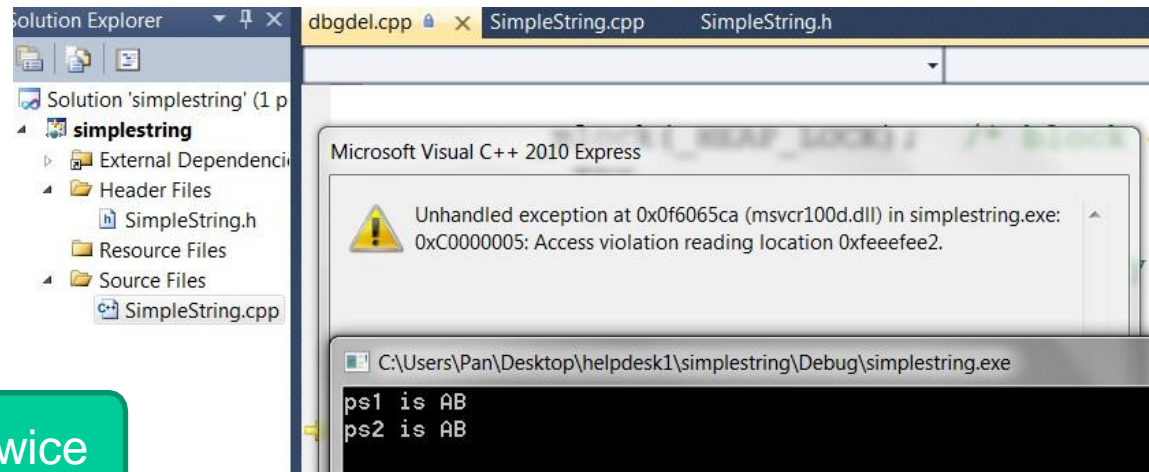 Solution Explorer
dbgdel.cpp SimpleString.cpp SimpleString.h
Solution 'simplestring' (1 p
simplestring
External Dependenci
Header Files
SimpleString.h
Resource Files
Source Files
SimpleString.cpp
_HEAP_LOCK); /* block
Microsoft Visual C++ 2010 Express
Unhandled exception at 0x0f6065ca (msvcr100d.dll) in simplestring.exe:
0xC0000005: Access violation reading location 0xfeeefee2.
C:\Users\Pan\Desktop\helpdesk1\simplestring\Debug\simplestring.exe
ps1 is AB
ps2 is AB
wice